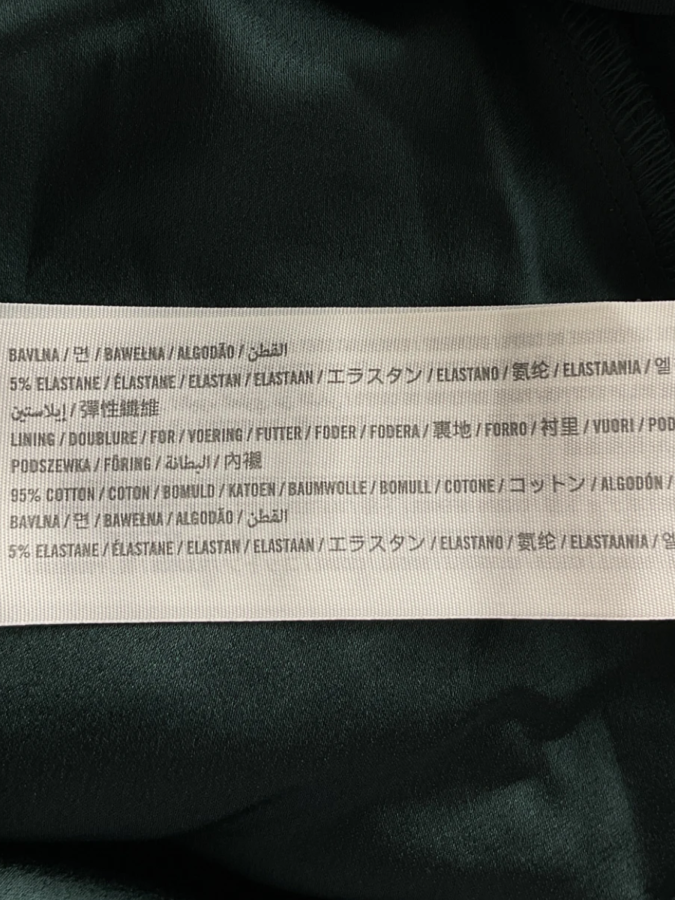 BAVLNA / 면 / BAWEŁNA / ALGODÃO / القطن
5% ELASTANE / ÉLASTANE / ELASTAN / ELASTAAN / エラスタン / ELASTANO / 氨纶 / ELASTAANIA / 엘
إيلاستين / 彈性纖維
LINING / DOUBLURE / FOR / VOERING / FUTTER / FODER / FODERA / 裏地 / FORRO / 衬里 / VUORI / POD
PODSZEWKA / FÔRING / البطانة / 內襯
95% COTTON / COTON / BOMULD / KATOEN / BAUMWOLLE / BOMULL / COTONE / コットン / ALGODÓN /
BAVLNA / 면 / BAWEŁNA / ALGODÃO / القطن
5% ELASTANE / ÉLASTANE / ELASTAN / ELASTAAN / エラスタン / ELASTANO / 氨纶 / ELASTAANIA / 엘